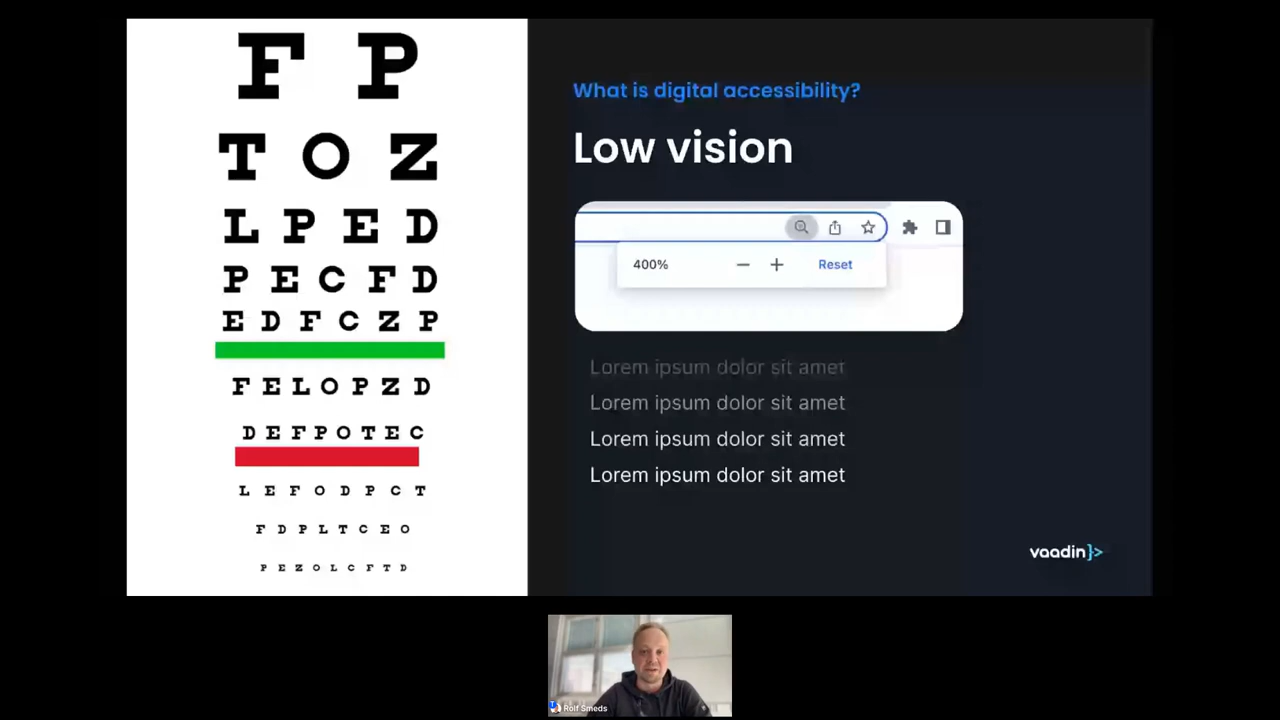 F P
T O Z
L P E D
P E C F D
E D F C Z P
F E L O P Z D
D E F P O T E C
L E F O D P C T
F D P L T C E O
P E Z O L C F T D
What is digital accessibility?
Low vision
400%
Reset
Lorem ipsum dolor sit amet
Lorem ipsum dolor sit amet
Lorem ipsum dolor sit amet
Lorem ipsum dolor sit amet
vaadin}>
Rolf Smeds